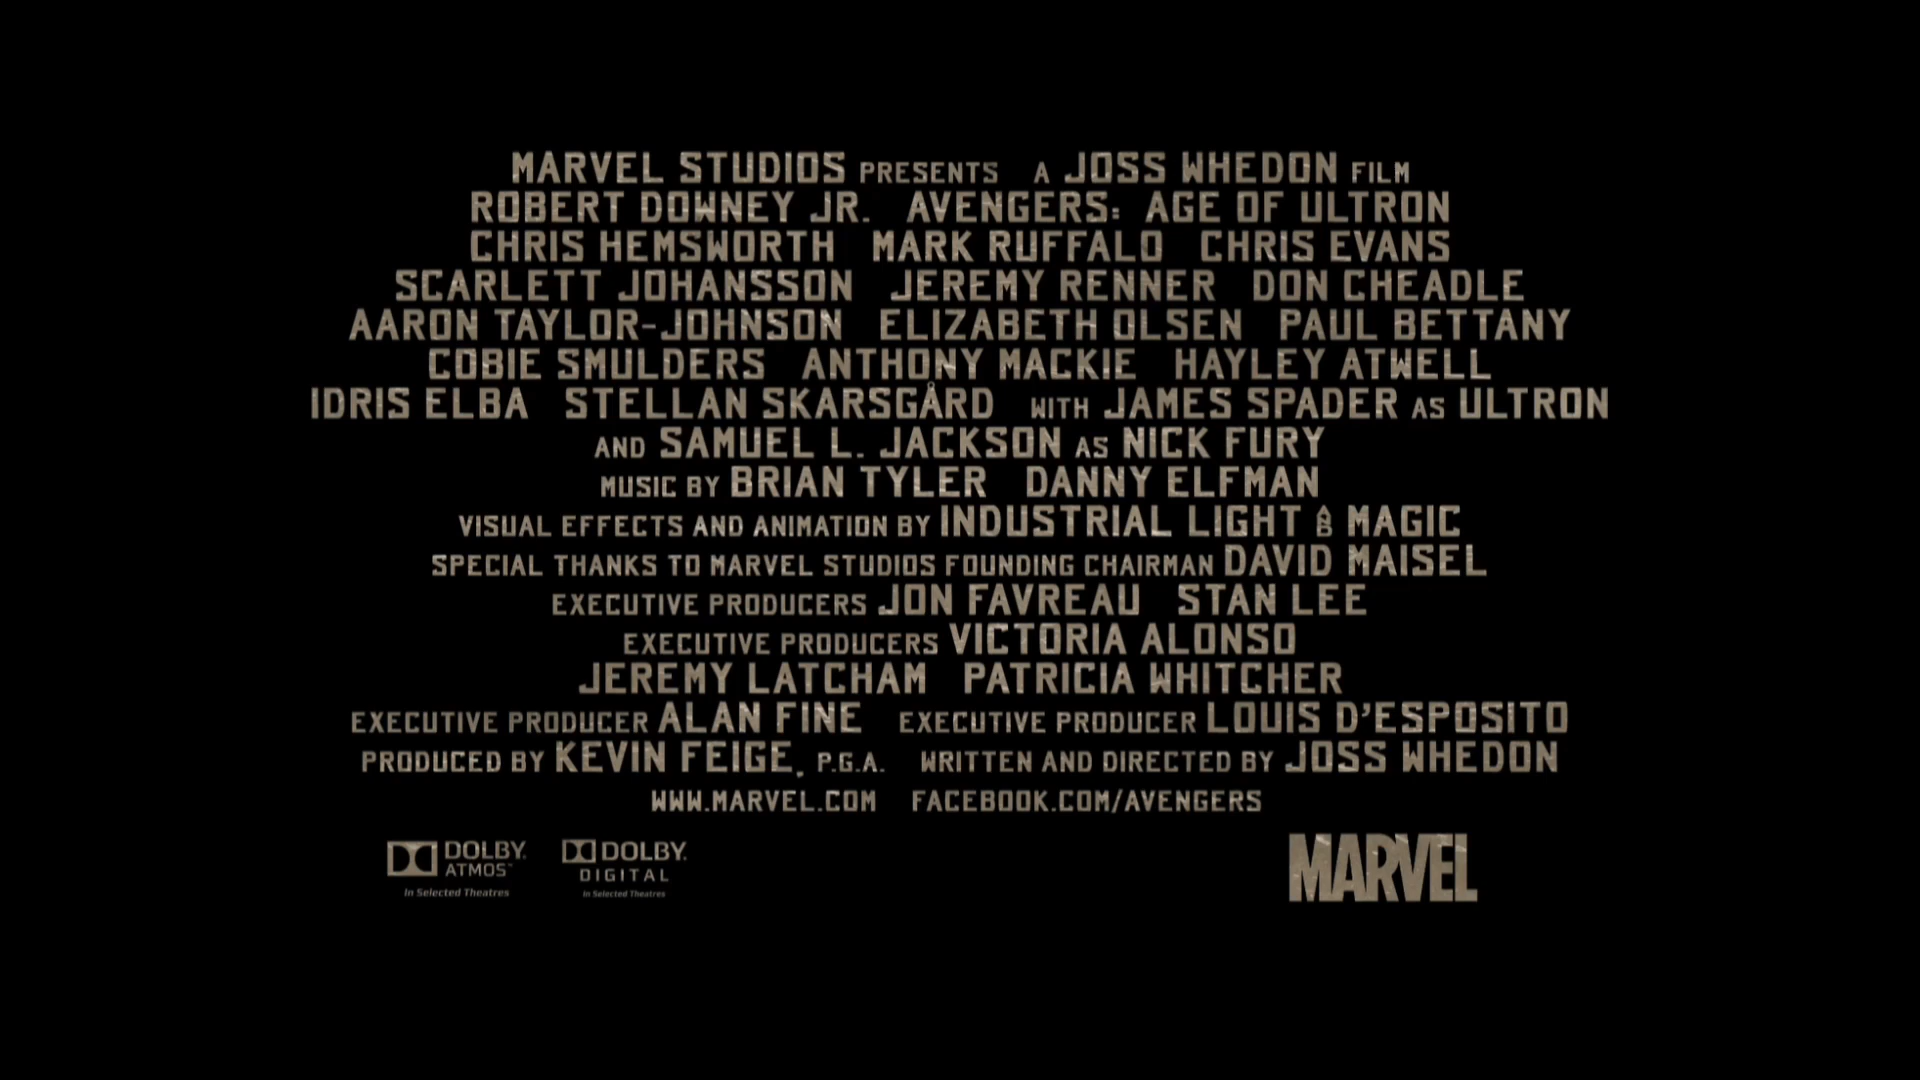 MARVEL STUDIOS PRESENTS A JOSS WHEDON FILM
ROBERT DOWNEY JR. AVENGERS: AGE OF ULTRON
CHRIS HEMSWORTH MARK RUFFALO CHRIS EVANS
SCARLETT JOHANSSON JEREMY RENNER DON CHEADLE
AARON TAYLOR-JOHNSON ELIZABETH OLSEN PAUL BETTANY
COBIE SMULDERS ANTHONY MACKIE HAYLEY ATWELL
IDRIS ELBA STELLAN SKARSGÅRD WITH JAMES SPADER AS ULTRON
AND SAMUEL L. JACKSON AS NICK FURY
MUSIC BY BRIAN TYLER DANNY ELFMAN
VISUAL EFFECTS AND ANIMATION BY INDUSTRIAL LIGHT AND MAGIC
SPECIAL THANKS TO MARVEL STUDIOS FOUNDING CHAIRMAN DAVID MAISEL
EXECUTIVE PRODUCERS JON FAVREAU STAN LEE
EXECUTIVE PRODUCERS VICTORIA ALONSO
JEREMY LATCHAM PATRICIA WHITCHER
EXECUTIVE PRODUCER ALAN FINE EXECUTIVE PRODUCER LOUIS D'ESPOSITO
PRODUCED BY KEVIN FEIGE, P.G.A. WRITTEN AND DIRECTED BY JOSS WHEDON
WWW.MARVEL.COM FACEBOOK.COM/AVENGERS
DOLBY ATMOS™
In Selected Theatres
DOLBY DIGITAL
In Selected Theatres
MARVEL